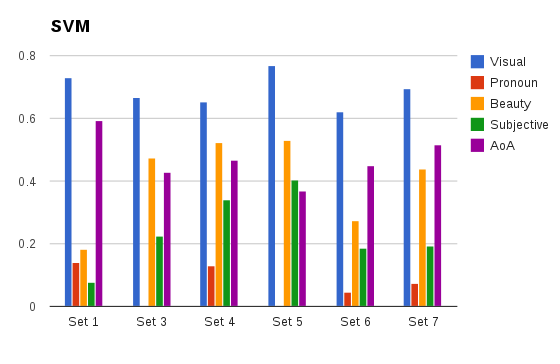 SVM
0.8
0.6
0.4
0.2
0
Set 1 Set 3 Set 4 Set 5 Set 6 Set 7
Visual
Pronoun
Beauty
Subjective
AoA